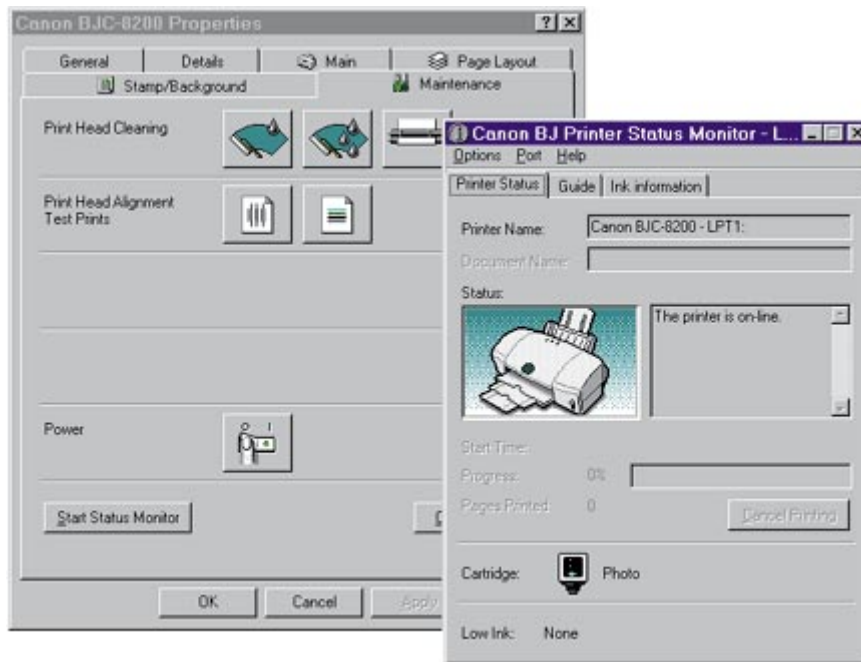 Canon BJC-8200 Properties
General Details Main Page Layout
Stamp/Background Maintenance
Print Head Cleaning
Print Head Alignment
Test Prints
Power
Start Status Monitor
OK Cancel Apply
Canon BJ Printer Status Monitor - L...
Options Port Help
Printer Status Guide Ink information
Printer Name: Canon BJC-8200 - LPT1:
Document Name:
Status:
The printer is on-line.
Start Time:
Progress: 0%
Pages Printed: 0
Cancel Printing
Cartridge: Photo
Low Ink: None